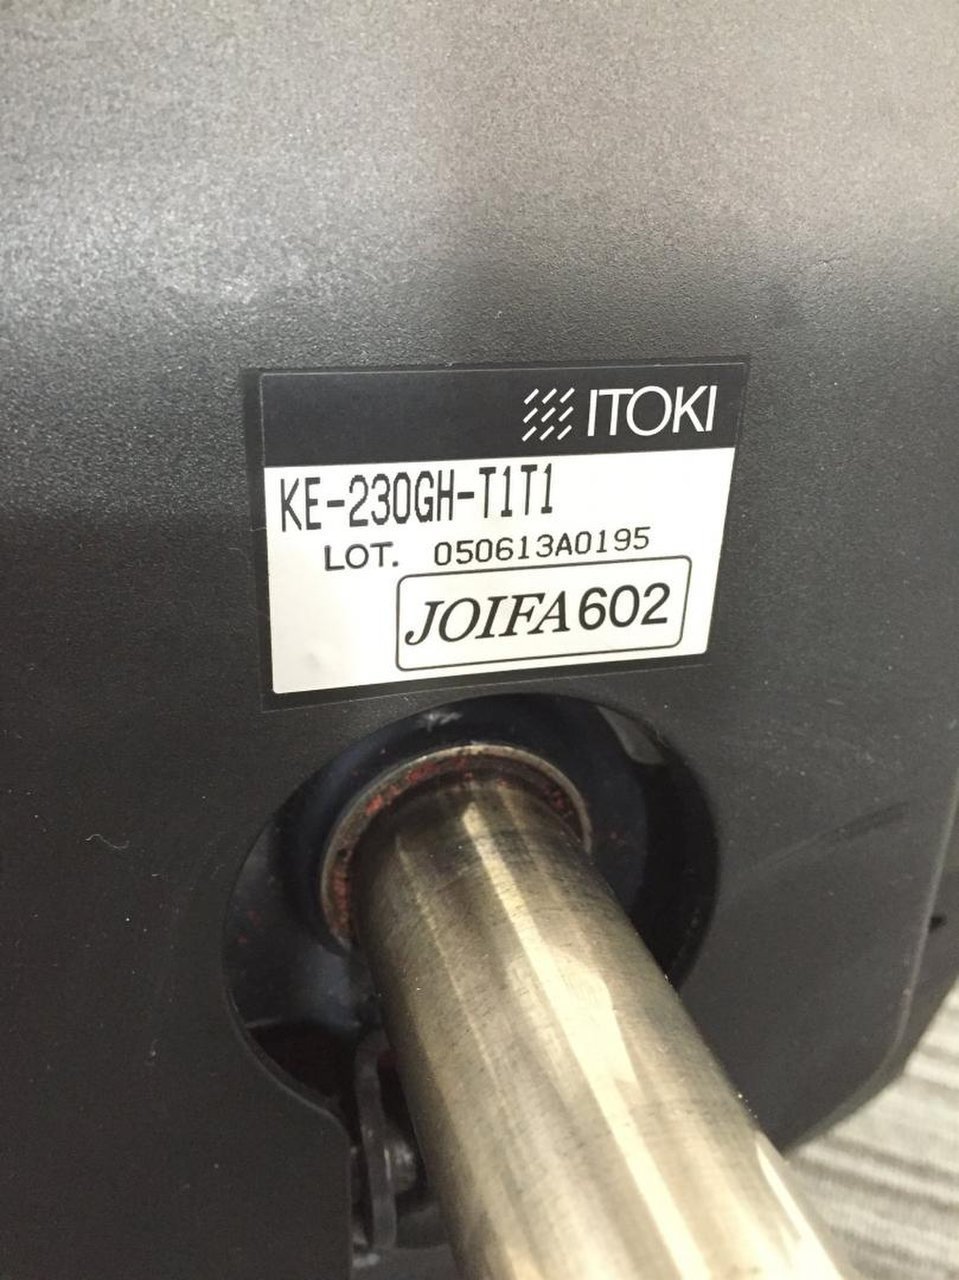 ITOKI
KE-230GH-T1T1
LOT. 050613A0195
JOIFA602